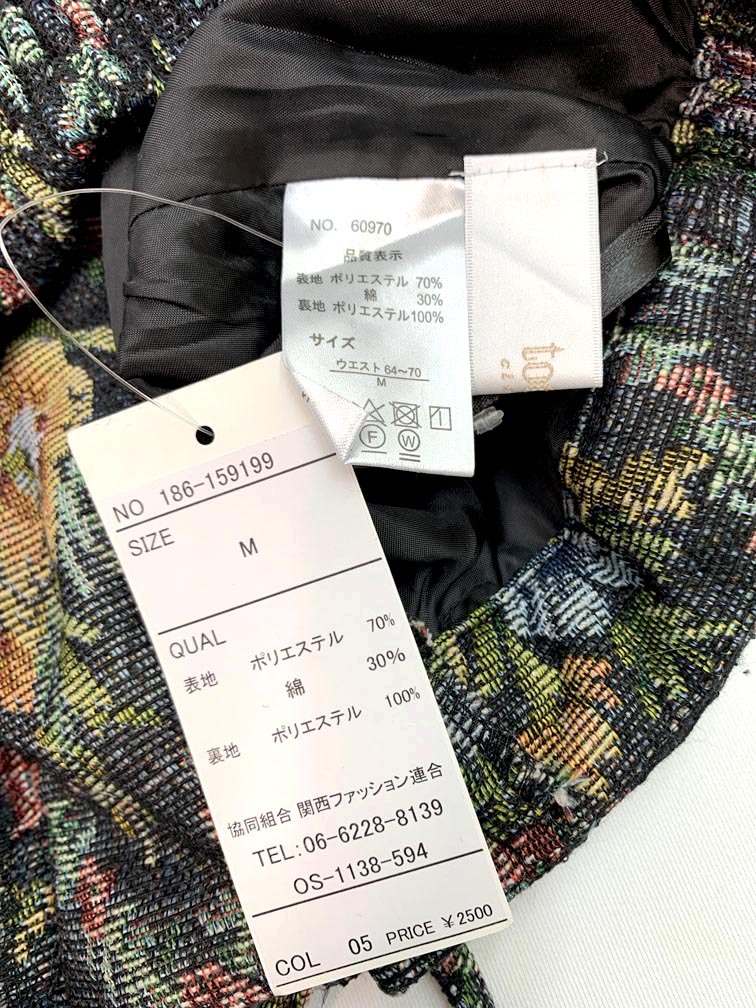 NO. 60970
品質表示
表地 ポリエステル 70%
綿 30%
裏地 ポリエステル100%
サイズ
ウエスト64～70
M
F W
NO 186-159199
SIZE M
QUAL
表地 ポリエステル 70%
綿 30%
裏地 ポリエステル 100%
協同組合 関西ファッション連合
TEL:06-6228-8139
OS-1138-594
COL 05 PRICE ¥2500